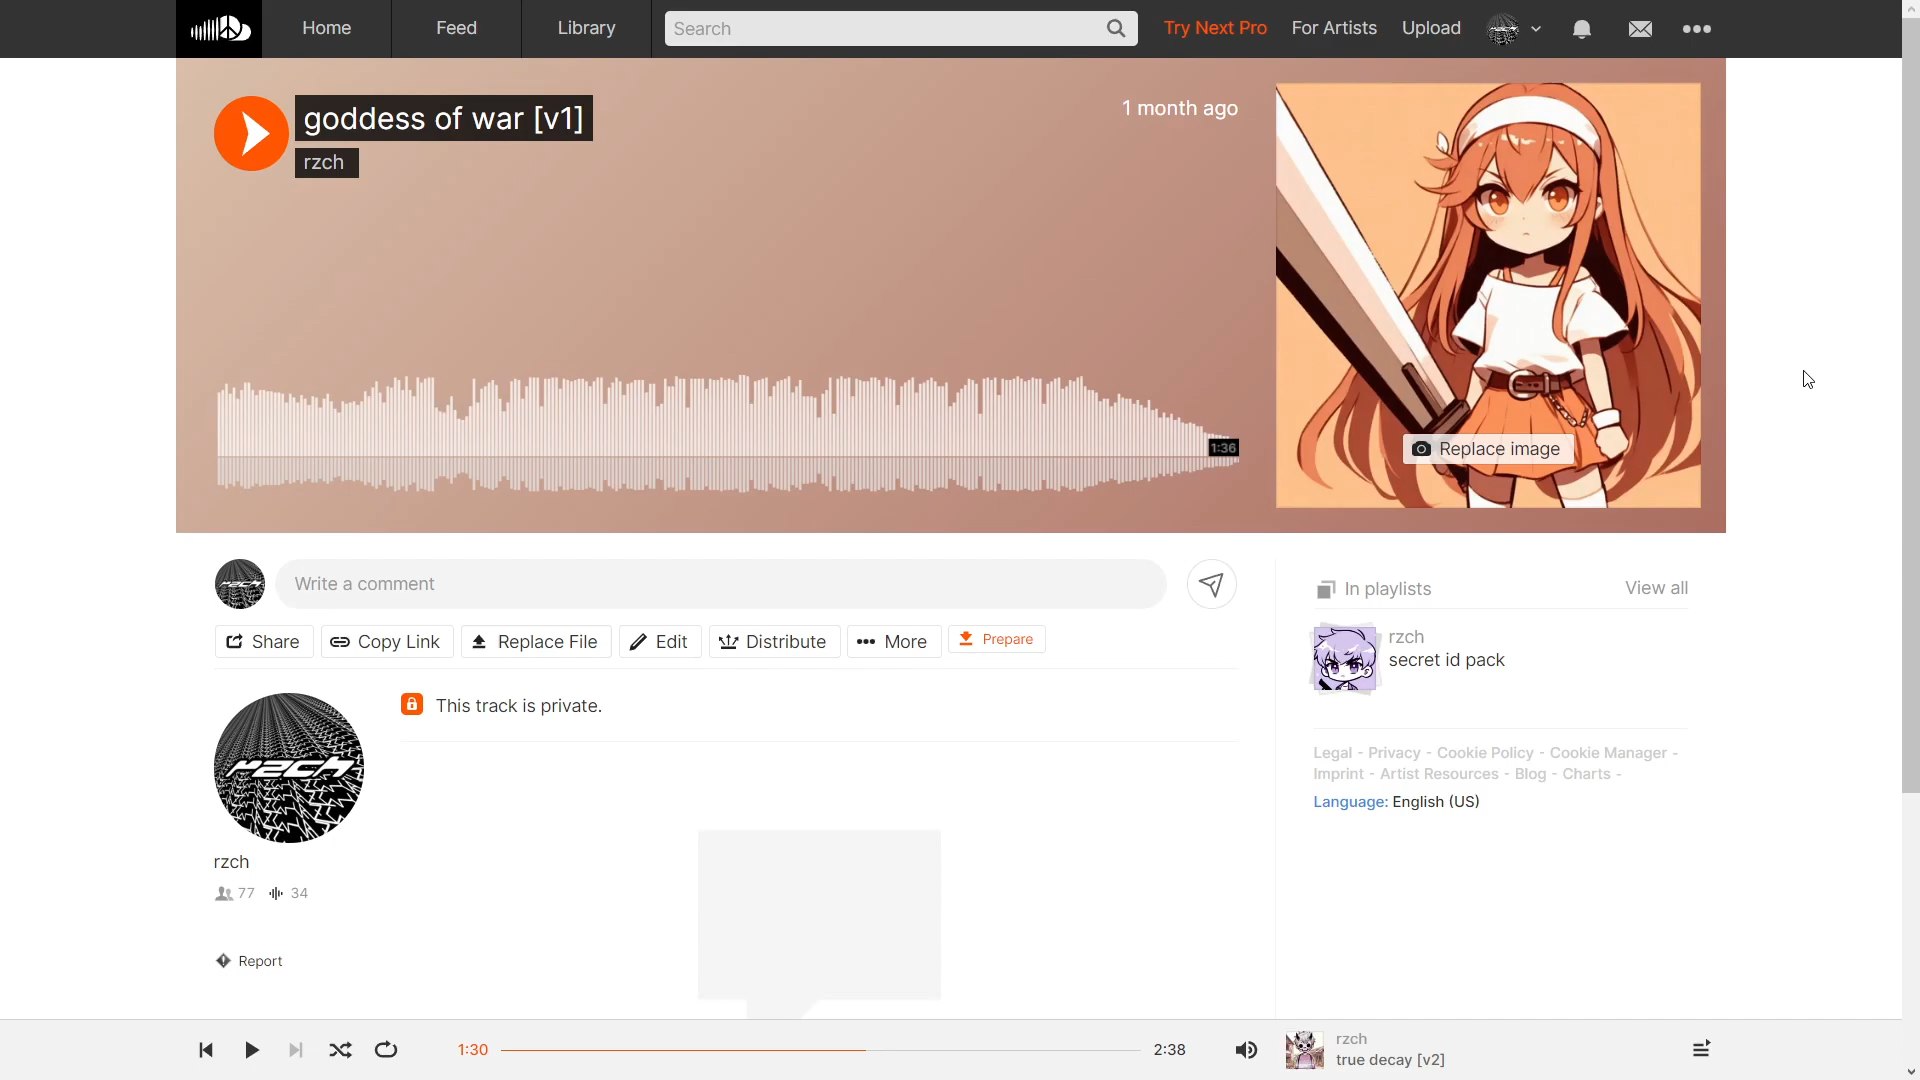 Home
Feed
Library
Search
Try Next Pro
For Artists
Upload
goddess of war [v1]
rzch
1 month ago
1:36
Replace image
Write a comment
Share
Copy Link
Replace File
Edit
Distribute
More
Prepare
In playlists
View all
rzch
secret id pack
This track is private.
rzch
rzch
77
34
Report
Legal - Privacy - Cookie Policy - Cookie Manager -
Imprint - Artist Resources - Blog - Charts -
Language: English (US)
1:30
2:38
rzch
true decay [v2]